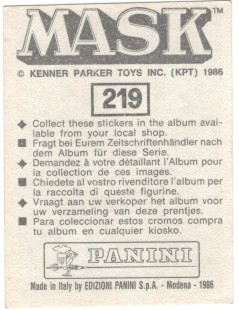 MASK™
© KENNER PARKER TOYS INC. (KPT) 1986
219
◆ Collect these stickers in the album avai-
lable from your local shop.
■ Fragt bei Eurem Zeitschriftenhändler nach
dem Album für diese Serie.
◆ Demandez à votre détaillant l'Album pour
la collection de ces images.
■ Chiedete al vostro rivenditore l'album per
la raccolta di queste figurine.
◆ Vraagt aan uw verkoper het album voor
uw verzameling van deze prentjes.
■ Para coleccionar estos cromos compra
tu album en cualquier kiosko.
PANINI
Made in Italy by EDIZIONI PANINI S.p.A. - Modena - 1986